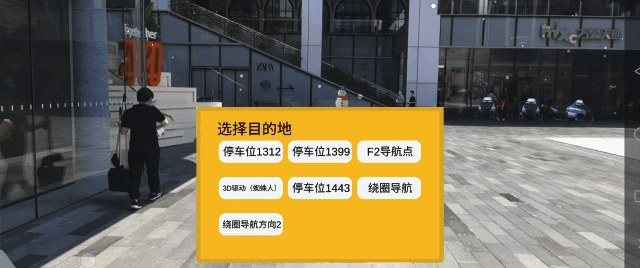 Together
ZARA
选择目的地
停车位1312
停车位1399
F2导航点
3D驱动（蜘蛛人）
停车位1443
绕圈导航
绕圈导航方向2